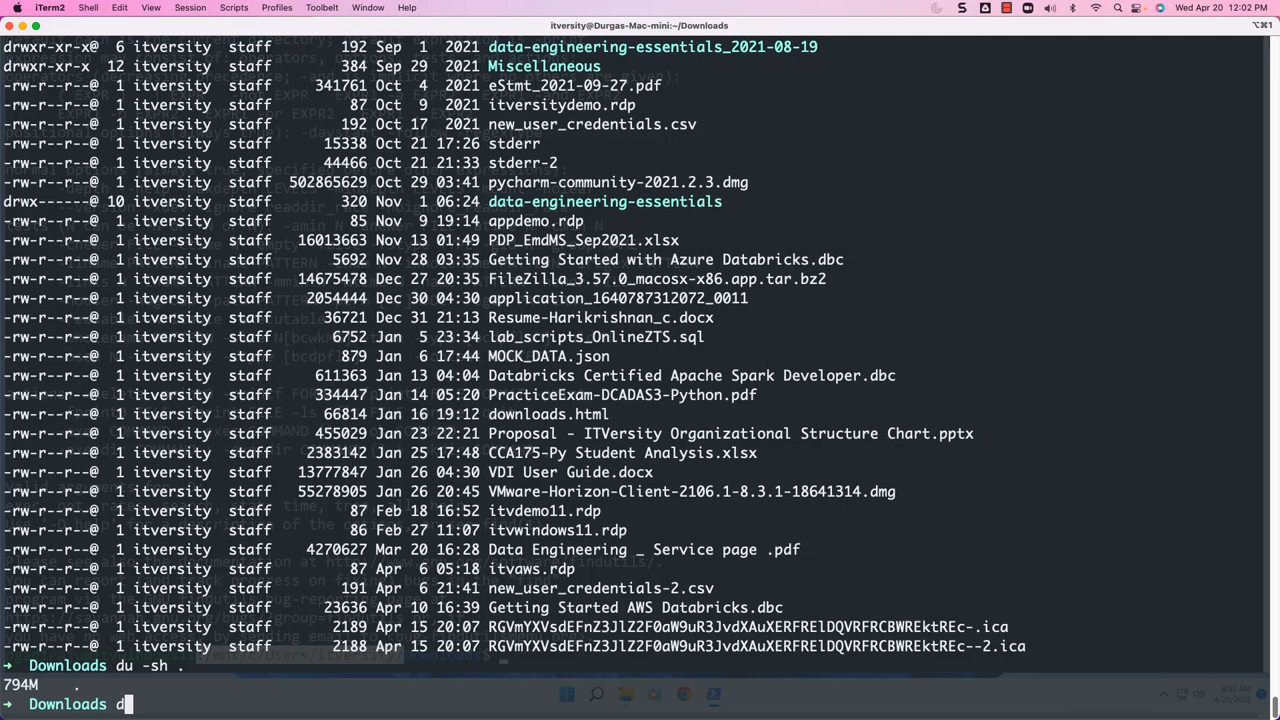 iTerm2 Shell Edit View Session Scripts Profiles Toolbelt Window Help Wed Apr 20 12:02 PM
itversity@Durgas-Mac-mini:~/Downloads ⌥⌘1
drwxr-xr-x@ 6 itversity staff 192 Sep 1 2021 data-engineering-essentials_2021-08-19
drwxr-xr-x 12 itversity staff 384 Sep 29 2021 Miscellaneous
-rw-r--r--@ 1 itversity staff 341761 Oct 4 2021 eStmt_2021-09-27.pdf
-rw-r--r--@ 1 itversity staff 87 Oct 9 2021 itversitydemo.rdp
-rw-r--r--@ 1 itversity staff 192 Oct 17 2021 new_user_credentials.csv
-rw-r--r--@ 1 itversity staff 15338 Oct 21 17:26 stderr
-rw-r--r--@ 1 itversity staff 44466 Oct 21 21:33 stderr-2
-rw-r--r--@ 1 itversity staff 502865629 Oct 29 03:41 pycharm-community-2021.2.3.dmg
drwx------@ 10 itversity staff 320 Nov 1 06:24 data-engineering-essentials
-rw-r--r--@ 1 itversity staff 85 Nov 9 19:14 appdemo.rdp
-rw-r--r--@ 1 itversity staff 16013663 Nov 13 01:49 PDP_EmdMS_Sep2021.xlsx
-rw-r--r--@ 1 itversity staff 5692 Nov 28 03:35 Getting Started with Azure Databricks.dbc
-rw-r--r--@ 1 itversity staff 14675478 Dec 27 20:35 FileZilla_3.57.0_macosx-x86.app.tar.bz2
-rw-r--r--@ 1 itversity staff 2054444 Dec 30 04:30 application_1640787312072_0011
-rw-r--r--@ 1 itversity staff 36721 Dec 31 21:13 Resume-Harikrishnan_c.docx
-rw-r--r--@ 1 itversity staff 6752 Jan 5 23:34 lab_scripts_OnlineZTS.sql
-rw-r--r--@ 1 itversity staff 879 Jan 6 17:44 MOCK_DATA.json
-rw-r--r--@ 1 itversity staff 611363 Jan 13 04:04 Databricks Certified Apache Spark Developer.dbc
-rw-r--r--@ 1 itversity staff 334447 Jan 14 05:20 PracticeExam-DCADAS3-Python.pdf
-rw-r--r--@ 1 itversity staff 66814 Jan 16 19:12 downloads.html
-rw-r--r--@ 1 itversity staff 455029 Jan 23 22:21 Proposal - ITVersity Organizational Structure Chart.pptx
-rw-r--r--@ 1 itversity staff 2383142 Jan 25 17:48 CCA175-Py Student Analysis.xlsx
-rw-r--r--@ 1 itversity staff 13777847 Jan 26 04:30 VDI User Guide.docx
-rw-r--r--@ 1 itversity staff 55278905 Jan 26 20:45 VMware-Horizon-Client-2106.1-8.3.1-18641314.dmg
-rw-r--r--@ 1 itversity staff 87 Feb 18 16:52 itvdemo11.rdp
-rw-r--r--@ 1 itversity staff 86 Feb 27 11:07 itvwindows11.rdp
-rw-r--r--@ 1 itversity staff 4270627 Mar 20 16:28 Data Engineering _ Service page .pdf
-rw-r--r--@ 1 itversity staff 87 Apr 6 05:18 itvaws.rdp
-rw-r--r--@ 1 itversity staff 191 Apr 6 21:41 new_user_credentials-2.csv
-rw-r--r--@ 1 itversity staff 23636 Apr 10 16:39 Getting Started AWS Databricks.dbc
-rw-r--r--@ 1 itversity staff 2189 Apr 15 20:07 RGVmYXVsdEFnZ3JlZ2F0aW9uR3JvdXAuXERFRElDQVRFRCBWREktREc-.ica
-rw-r--r--@ 1 itversity staff 2188 Apr 15 20:07 RGVmYXVsdEFnZ3JlZ2F0aW9uR3JvdXAuXERFRElDQVRFRCBWREktREc--2.ica
➜ Downloads du -sh .
794M .
➜ Downloads d